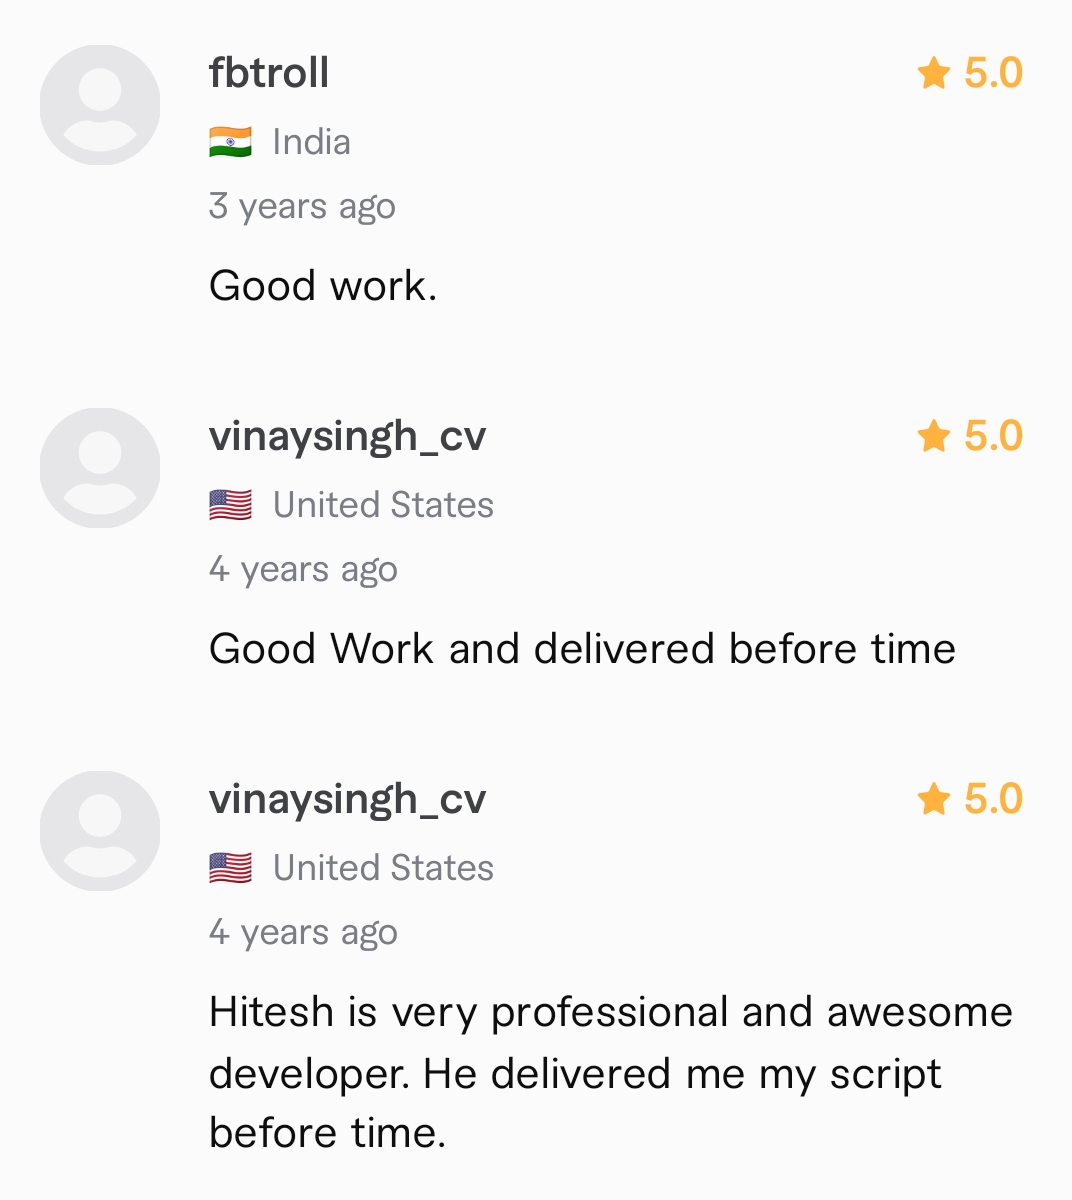 fbtroll
5.0
India
3 years ago
Good work.
vinaysingh_cv
5.0
United States
4 years ago
Good Work and delivered before time
vinaysingh_cv
5.0
United States
4 years ago
Hitesh is very professional and awesome
developer. He delivered me my script
before time.